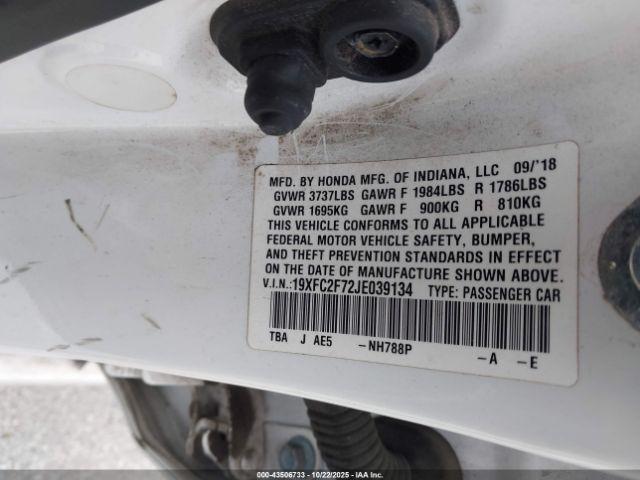 MFD. BY HONDA MFG. OF INDIANA, LLC 09/'18
GVWR 3737LBS GAWR F 1984LBS R 1786LBS
GVWR 1695KG GAWR F 900KG R 810KG
THIS VEHICLE CONFORMS TO ALL APPLICABLE
FEDERAL MOTOR VEHICLE SAFETY, BUMPER,
AND THEFT PREVENTION STANDARDS IN EFFECT
ON THE DATE OF MANUFACTURE SHOWN ABOVE.
V.I.N.:19XFC2F72JE039134 TYPE: PASSENGER CAR
TBA J AE5 -NH788P -A -E
000-43506733 - 10/22/2025 - IAA Inc.